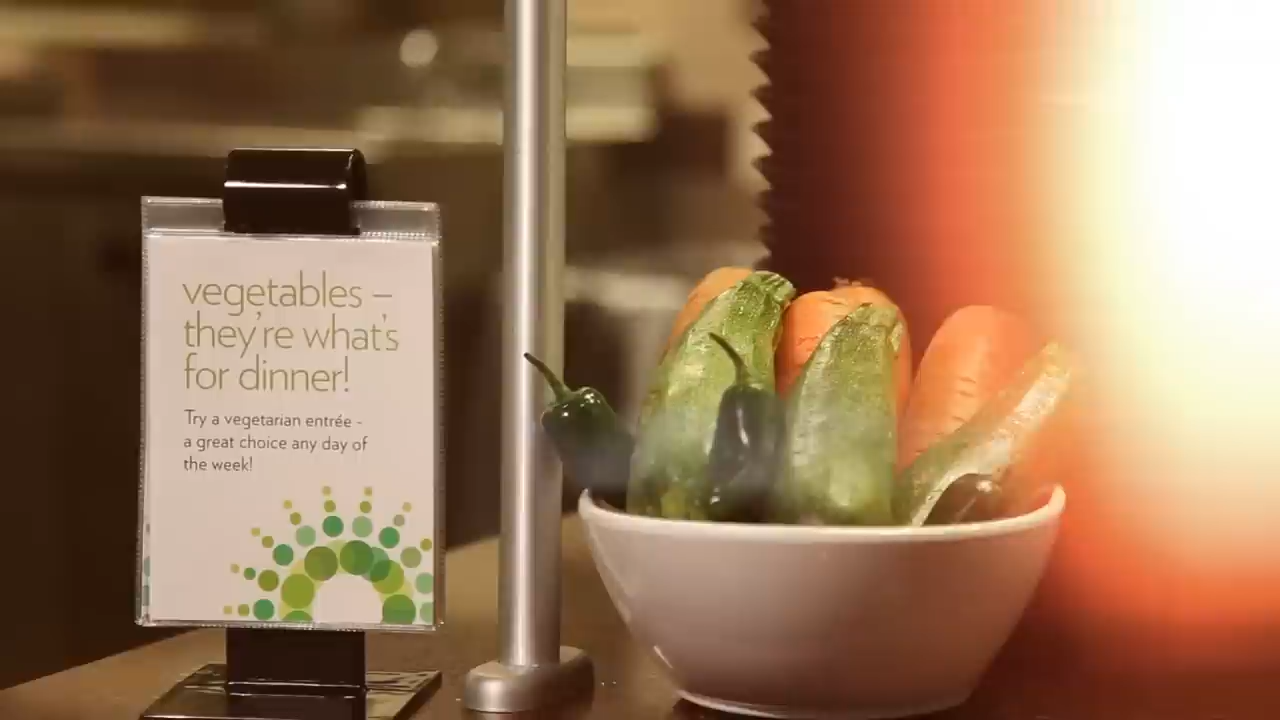 vegetables –
they're what's
for dinner!
Try a vegetarian entrée -
a great choice any day of
the week!